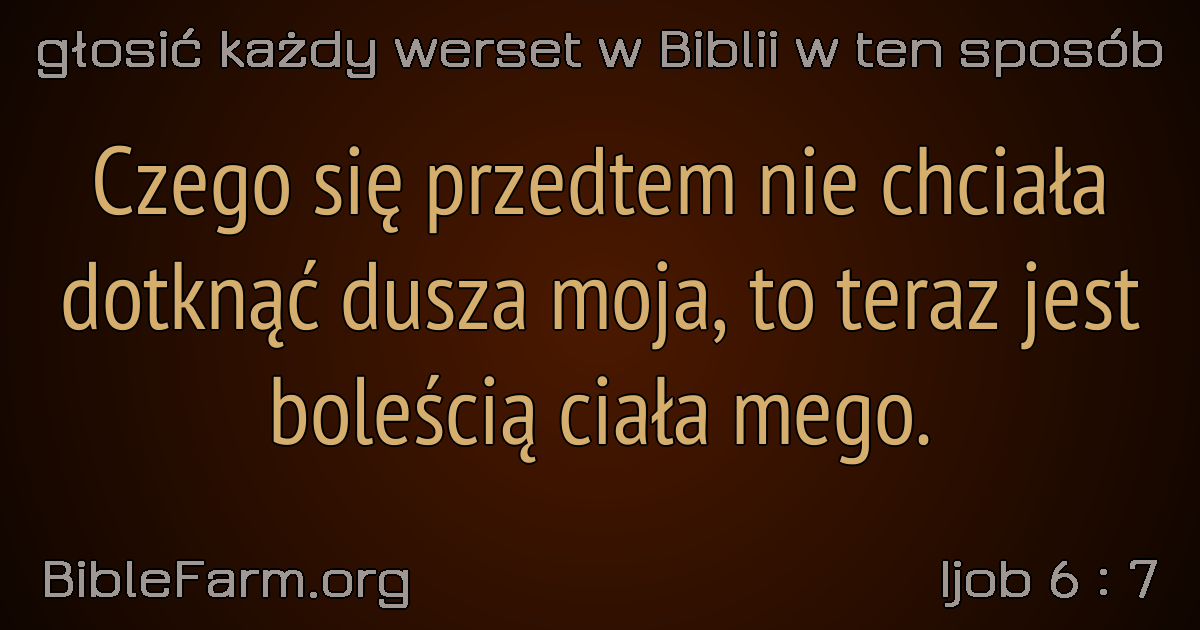 głosić każdy werset w Biblii w ten sposób
Czego się przedtem nie chciała
dotknąć dusza moja, to teraz jest
boleścią ciała mego.
BibleFarm.org
Ijob 6 : 7